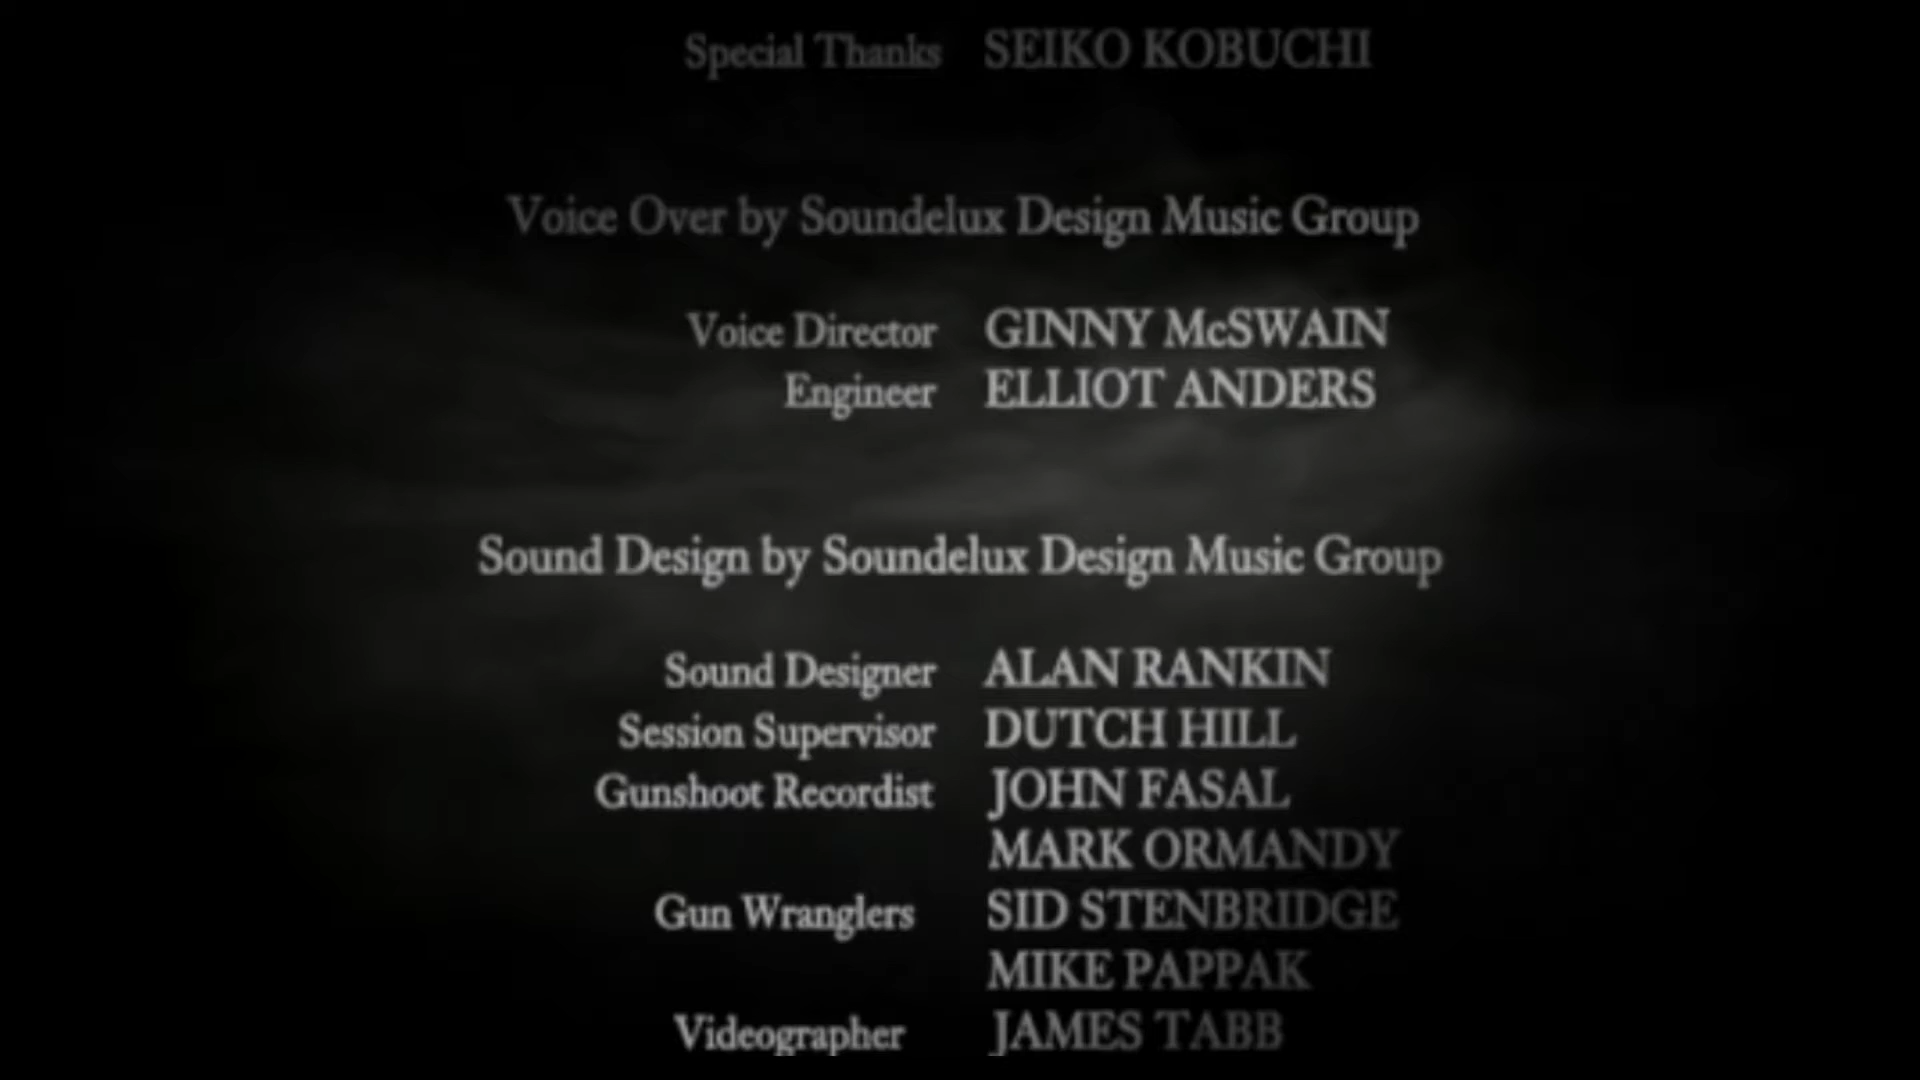 Special Thanks SEIKO KOBUCHI
Voice Over by Soundelux Design Music Group
Voice Director GINNY McSWAIN
Engineer ELLIOT ANDERS
Sound Design by Soundelux Design Music Group
Sound Designer ALAN RANKIN
Session Supervisor DUTCH HILL
Gunshoot Recordist JOHN FASAL
MARK ORMANDY
Gun Wranglers SID STENBRIDGE
MIKE PAPPAK
Videographer JAMES TABB